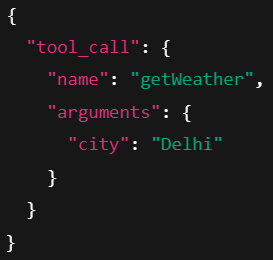 {
  "tool_call": {
    "name": "getWeather",
    "arguments": {
      "city": "Delhi"
    }
  }
}